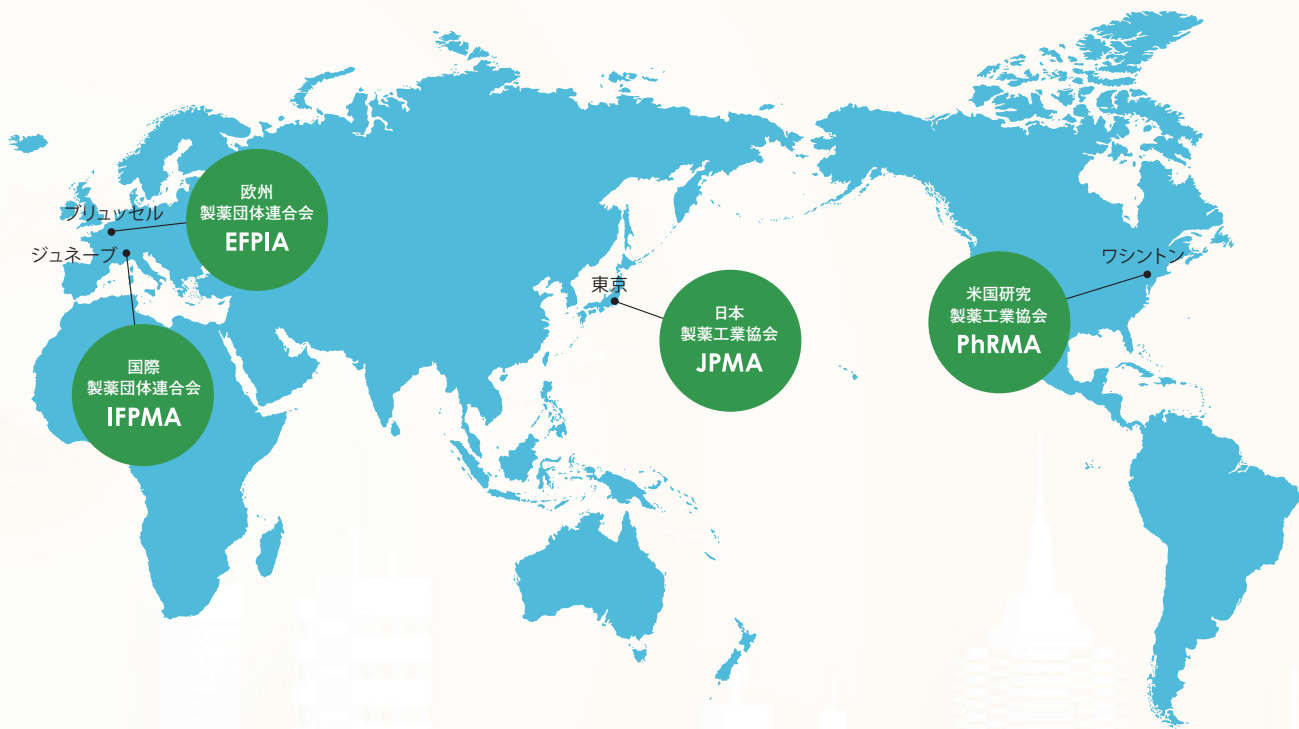 欧州
製薬団体連合会
EFPIA
ブリュッセル
ジュネーブ
国際
製薬団体連合会
IFPMA
東京
日本
製薬工業協会
JPMA
ワシントン
米国研究
製薬工業協会
PhRMA